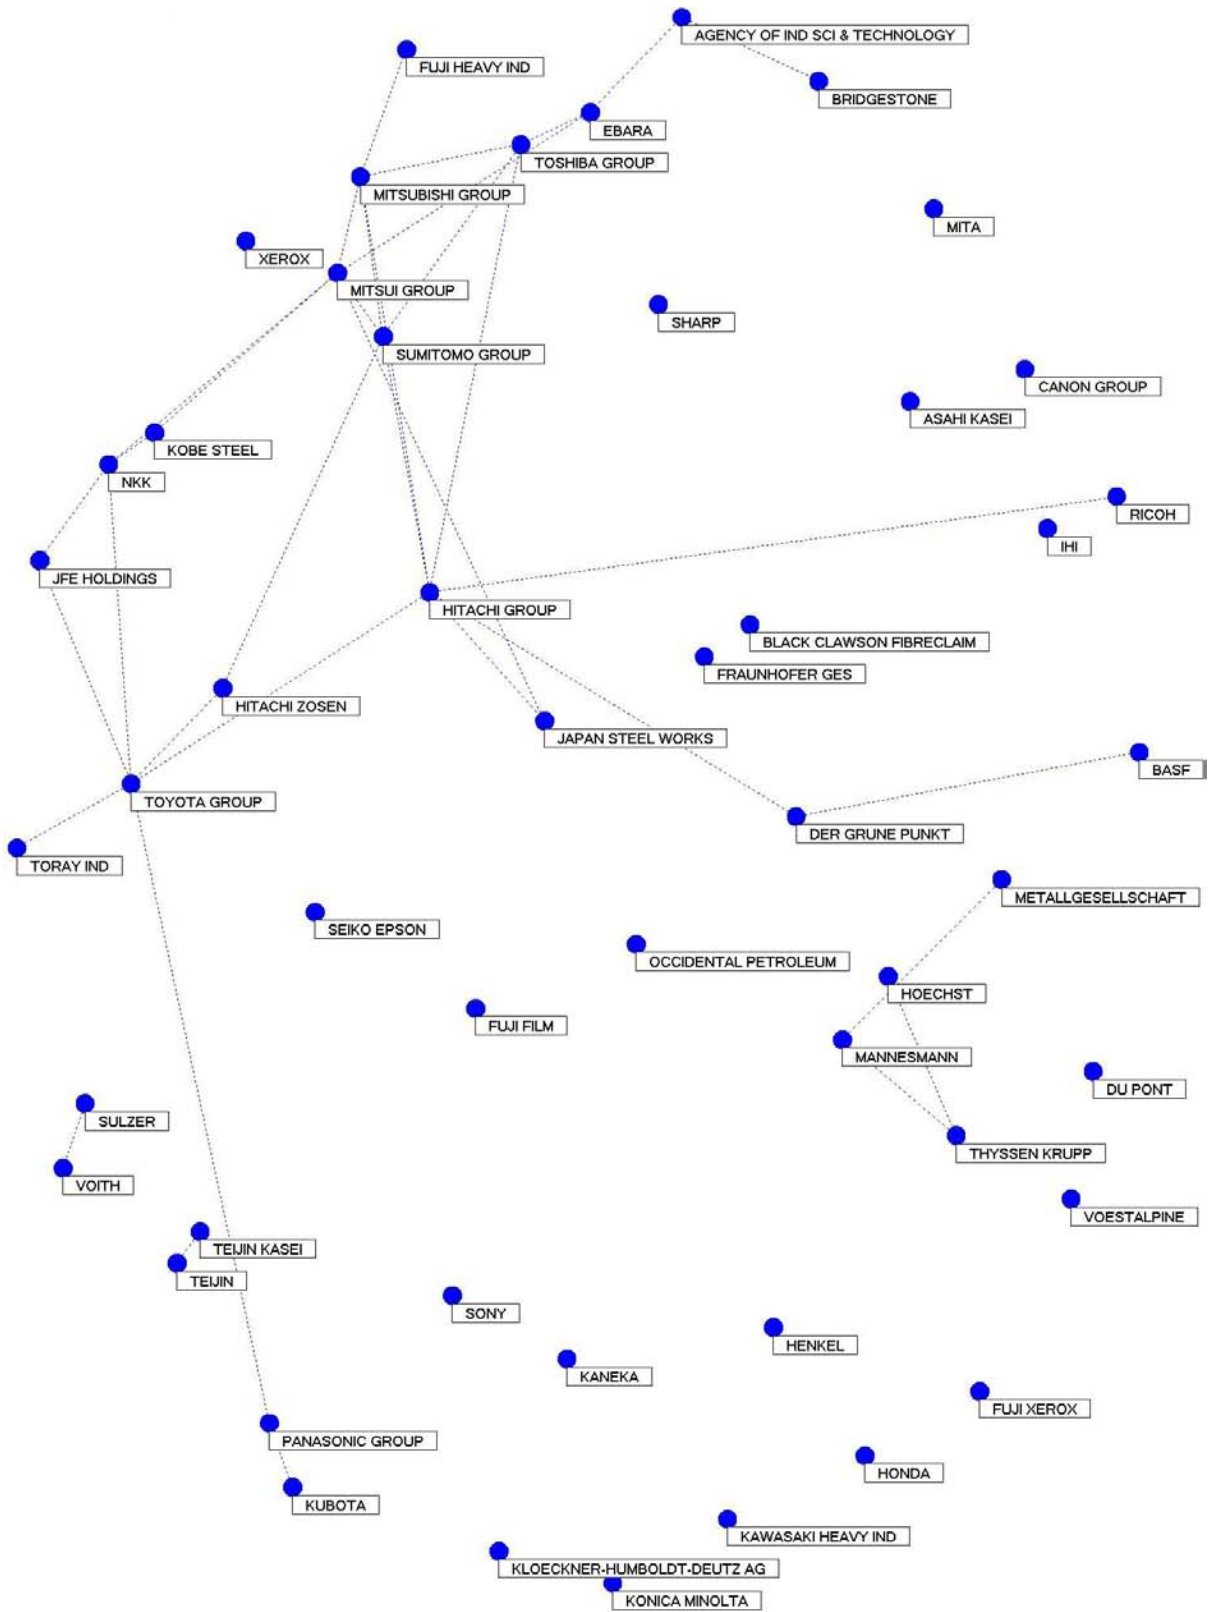 AGENCY OF IND SCI & TECHNOLOGY
FUJI HEAVY IND
BRIDGESTONE
EBARA
TOSHIBA GROUP
MITSUBISHI GROUP
MITA
XEROX
MITSUI GROUP
SHARP
SUMITOMO GROUP
CANON GROUP
ASAHI KASEI
KOBE STEEL
NKK
RICOH
IHI
JFE HOLDINGS
HITACHI GROUP
BLACK CLAWSON FIBRECLAIM
FRAUNHOFER GES
HITACHI ZOSEN
JAPAN STEEL WORKS
BASF
TOYOTA GROUP
DER GRUNE PUNKT
TORAY IND
METALLGESELLSCHAFT
SEIKO EPSON
OCCIDENTAL PETROLEUM
HOECHST
FUJI FILM
MANNESMANN
DU PONT
SULZER
THYSSEN KRUPP
VOITH
VOESTALPINE
TEIJIN KASEI
TEIJIN
SONY
HENKEL
KANEKA
FUJI XEROX
PANASONIC GROUP
HONDA
KUBOTA
KAWASAKI HEAVY IND
KLOECKNER-HUMBOLDT-DEUTZ AG
KONICA MINOLTA